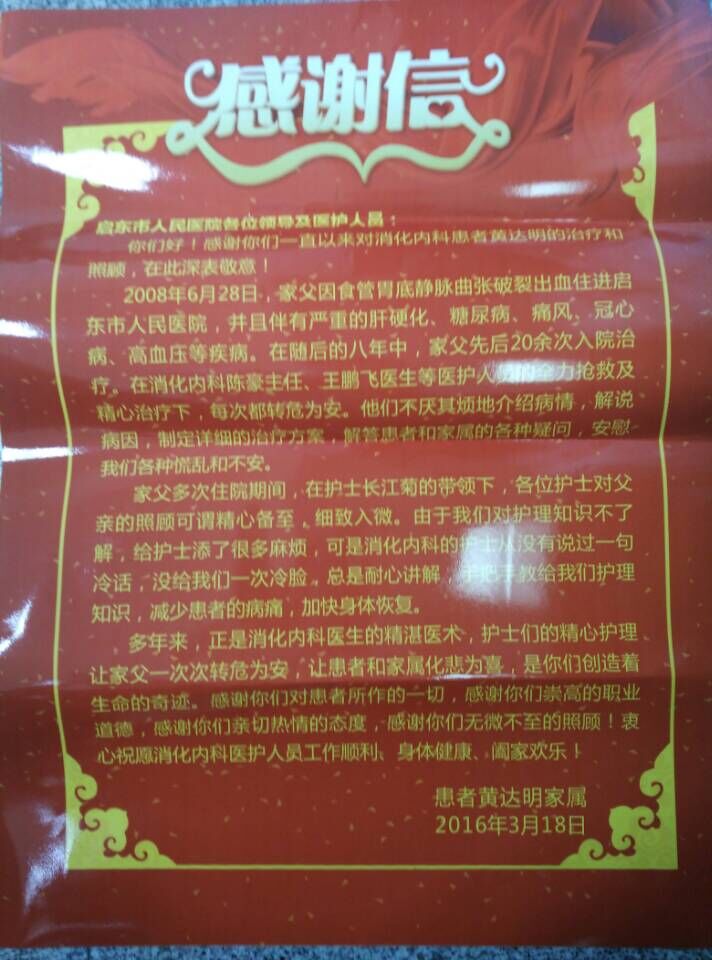 感谢信
启东市人民医院各位领导及医护人员：
你们好！感谢你们一直以来对消化内科患者黄达明的治疗和
照顾，在此深表敬意！
2008年6月28日，家父因食管胃底静脉曲张破裂出血住进启
东市人民医院，并且伴有严重的肝硬化、糖尿病、痛风、冠心
病、高血压等疾病。在随后的八年中，家父先后20余次入院治
疗。在消化内科陈豪主任、王鹏飞医生等医护人员的全力抢救及
精心治疗下，每次都转危为安。他们不厌其烦地介绍病情，解说
病因，制定详细的治疗方案，解答患者和家属的各种疑问，安慰
我们各种慌乱和不安。
家父多次住院期间，在护士长江菊的带领下，各位护士对父
亲的照顾可谓精心备至、细致入微。由于我们对护理知识不了
解，给护士添了很多麻烦，可是消化内科的护士从没有说过一句
冷话，没给我们一次冷脸，总是耐心讲解，手把手教给我们护理
知识，减少患者的病痛，加快身体恢复。
多年来，正是消化内科医生的精湛医术，护士们的精心护理
让家父一次次转危为安，让患者和家属化悲为喜，是你们创造着
生命的奇迹。感谢你们对患者所作的一切，感谢你们崇高的职业
道德，感谢你们亲切热情的态度，感谢你们无微不至的照顾！衷
心祝愿消化内科医护人员工作顺利、身体健康、阖家欢乐！
患者黄达明家属
2016年3月18日